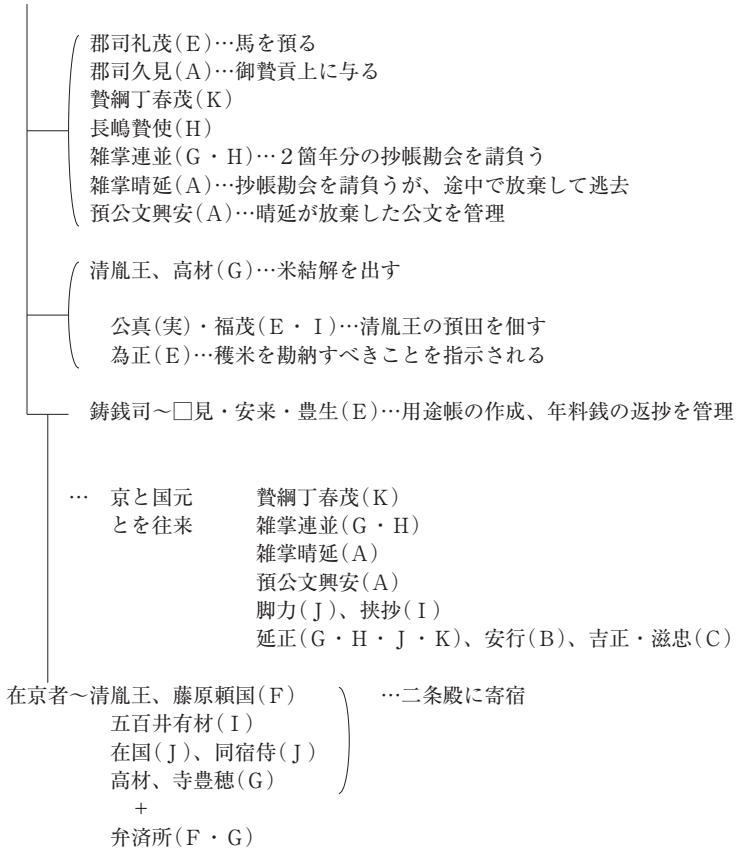 郡司礼茂（E）…馬を預る
郡司久見（A）…御贄貢上に与る
贄綱丁春茂（K）
長嶋贄使（H）
雑掌連並（G・H）…２箇年分の抄帳勘会を請負う
雑掌晴延（A）…抄帳勘会を請負うが、途中で放棄して逃去
預公文興安（A）…晴延が放棄した公文を管理
清胤王、高材（G）…米結解を出す
公真（実）・福茂（E・I）…清胤王の預田を佃す
為正（E）…穫米を勘納すべきことを指示される
鋳銭司～□見・安来・豊生（E）…用途帳の作成、年料銭の返抄を管理
… 京と国元 贄綱丁春茂（K）
とを往来 雑掌連並（G・H）
雑掌晴延（A）
預公文興安（A）
脚力（J）、挟抄（I）
延正（G・H・J・K）、安行（B）、吉正・滋忠（C）
在京者～清胤王、藤原頼国（F） …二条殿に寄宿
五百井有材（I）
在国（J）、同宿侍（J）
高材、寺豊穂（G）
＋
弁済所（F・G）